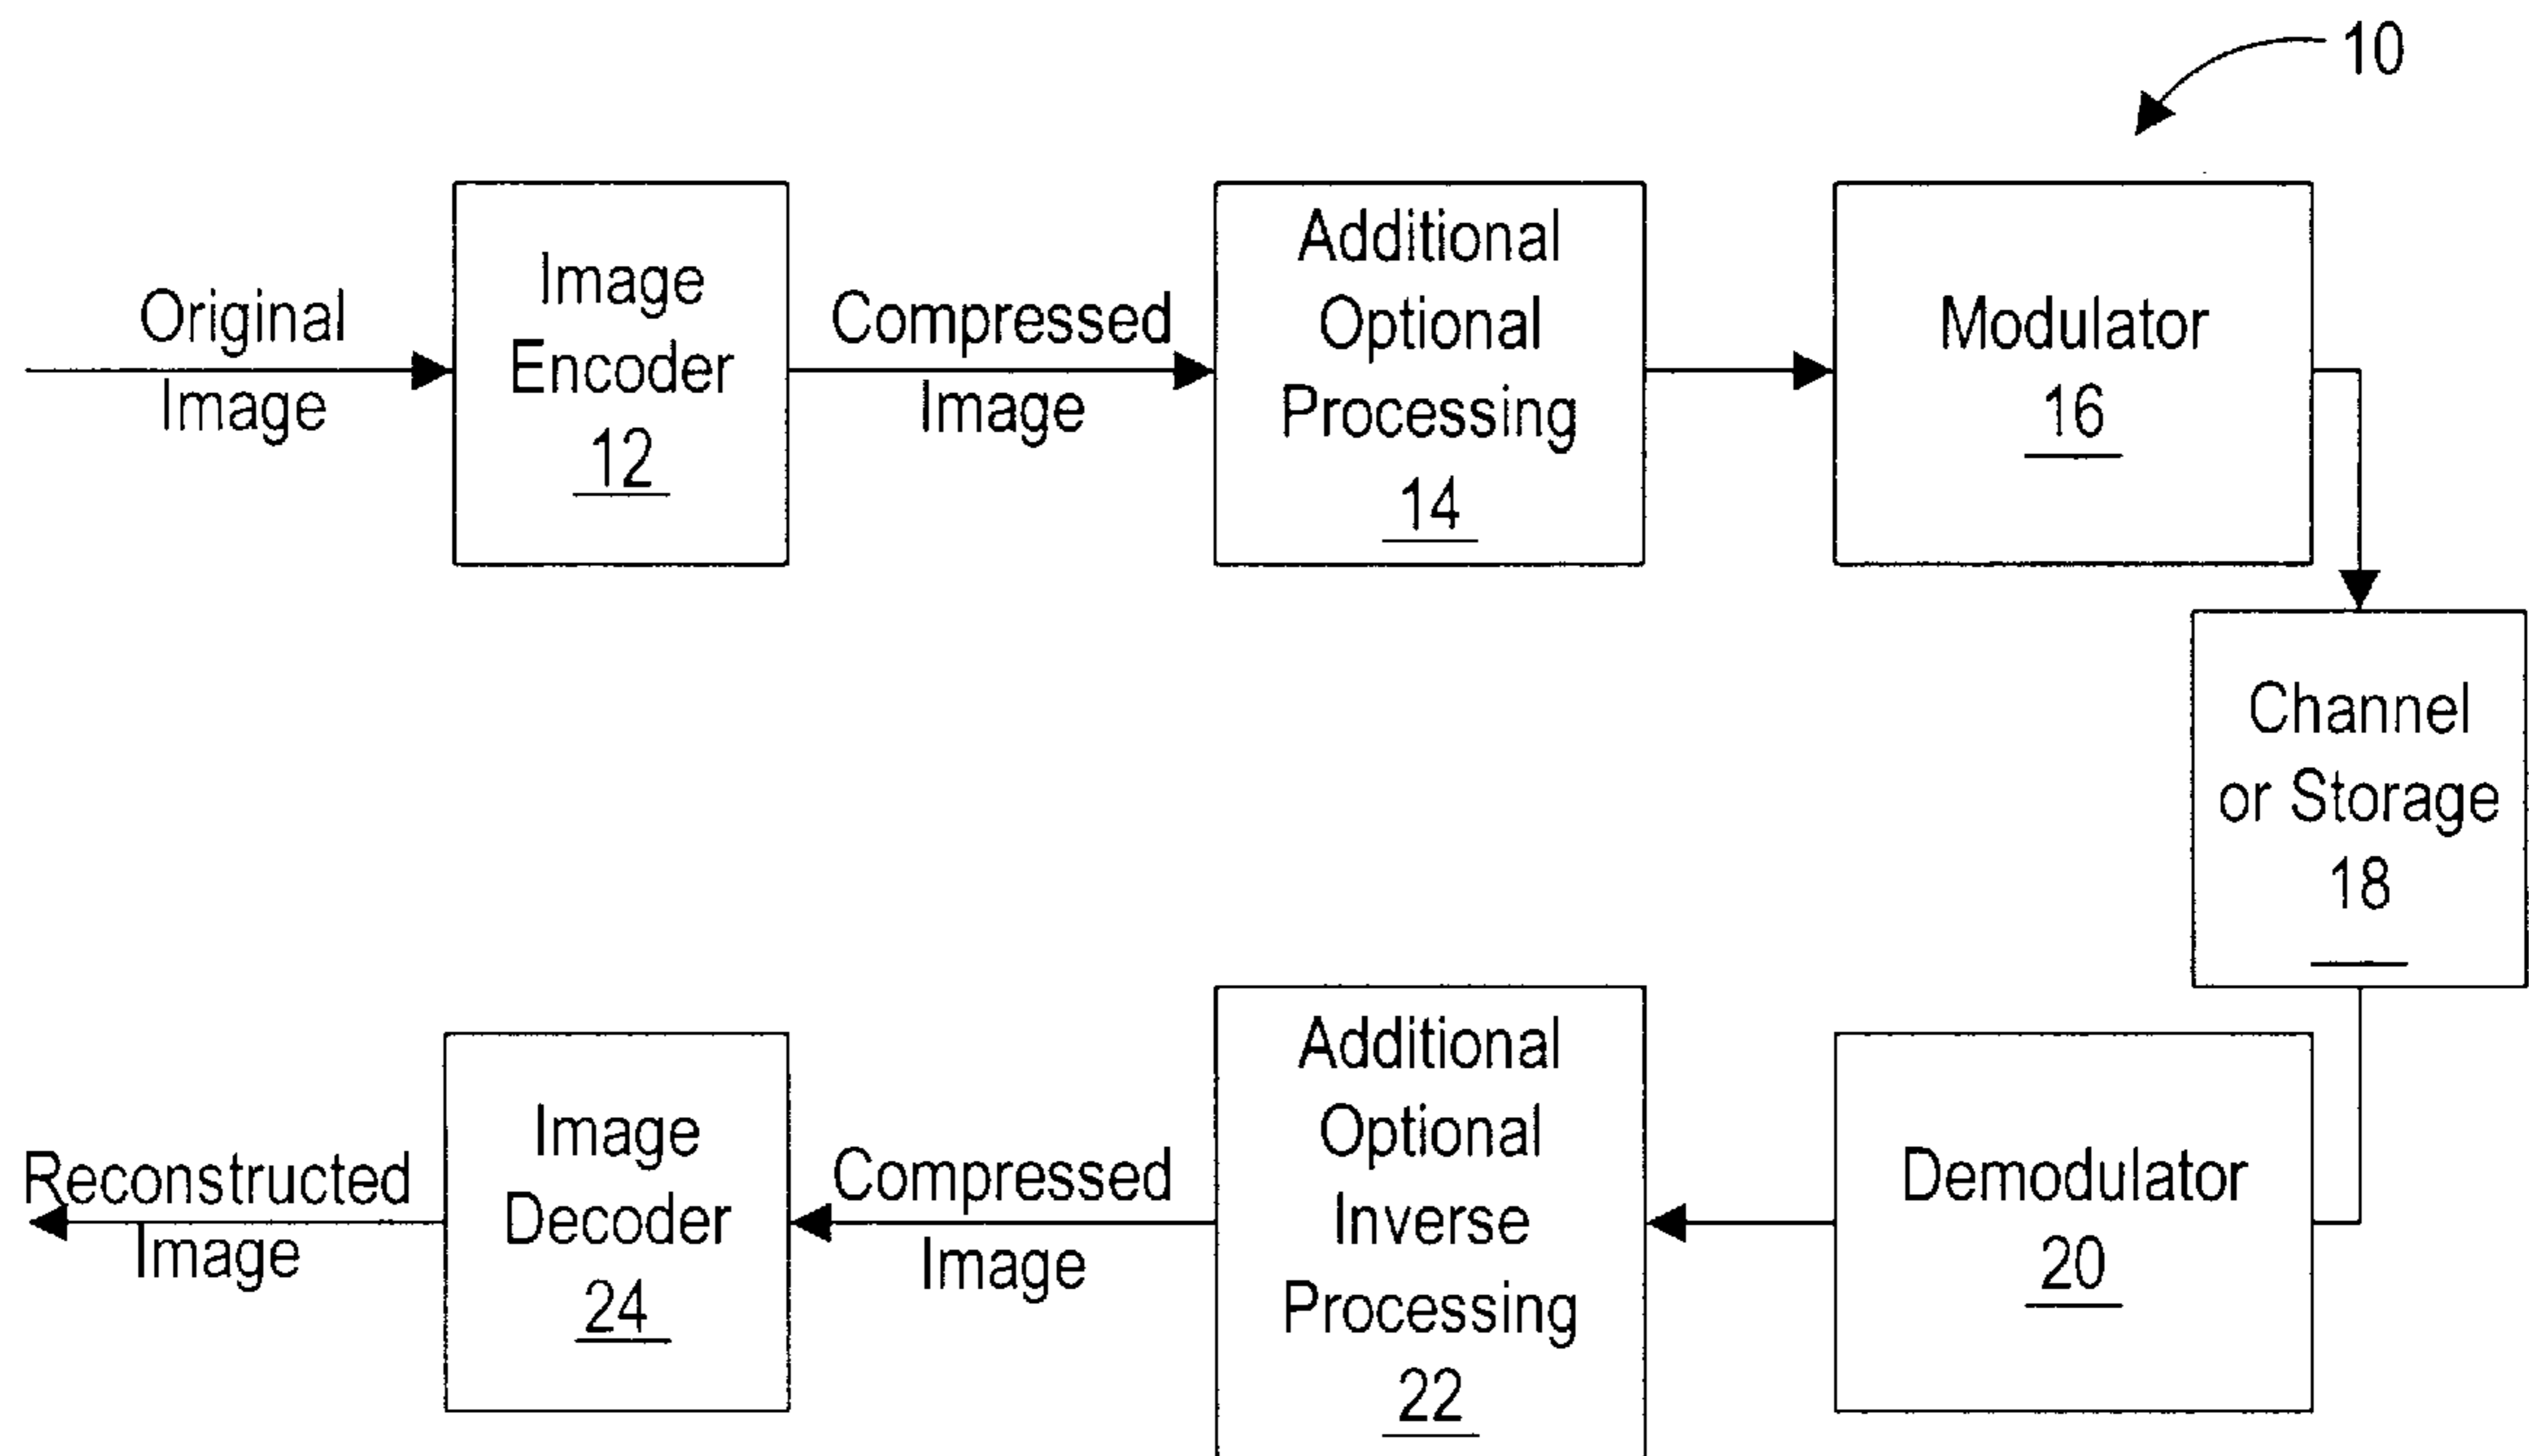 10
Original
Image
Image
Encoder
12
Compressed
Image
Additional
Optional
Processing
14
Modulator
16
Channel
or Storage
18
Demodulator
20
Additional
Optional
Inverse
Processing
22
Compressed
Image
Image
Decoder
24
Reconstructed
Image